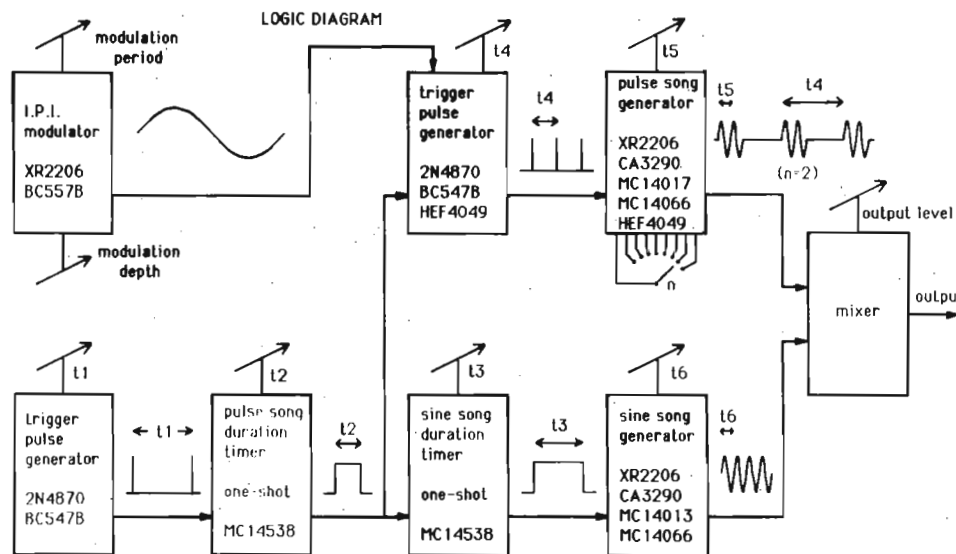 LOGIC DIAGRAM
modulation
period
I.P.I.
modulator
XR2206
BC557B
modulation
depth
t4
trigger
pulse
generator
2N4870
BC547B
HEF4049
t4
t5
pulse song
generator
XR2206
CA3290
MC14017
MC14066
HEF4049
n
t5
t4
(n=2)
output level
mixer
output
t1
trigger
pulse
generator
2N4870
BC547B
t1
t2
pulse song
duration
timer
one-shot
MC14538
t2
t3
sine song
duration
timer
one-shot
MC14538
t3
t6
sine song
generator
XR2206
CA3290
MC14013
MC14066
t6